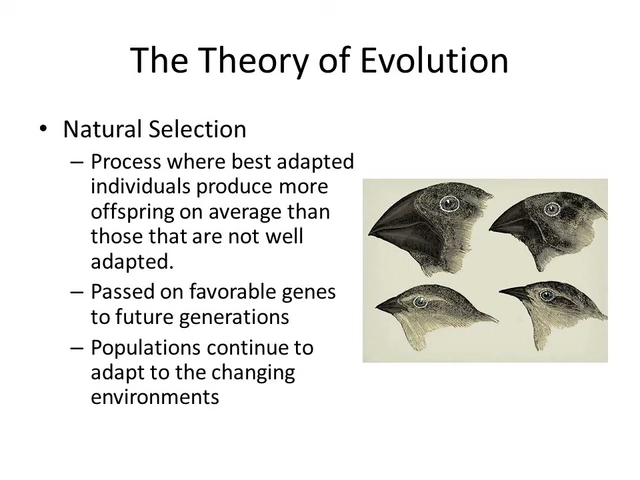 The Theory of Evolution
• Natural Selection
– Process where best adapted
individuals produce more
offspring on average than
those that are not well
adapted.
– Passed on favorable genes
to future generations
– Populations continue to
adapt to the changing
environments